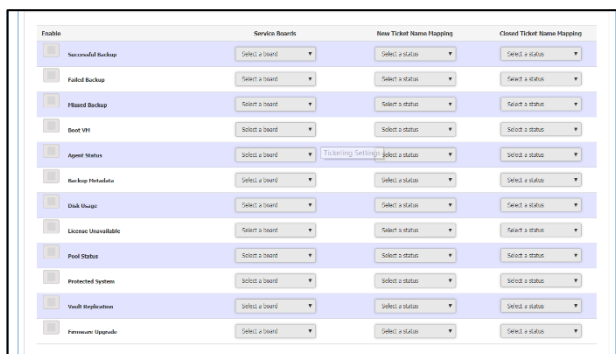 Enable Service Boards New Ticket Name Mapping Closed Ticket Name Mapping
Successful Backup Select a board Select a status Select a status
Failed Backup Select a board Select a status Select a status
Missed Backup Select a board Select a status Select a status
Boot VM Select a board Select a status Select a status
Agent Status Select a board Ticketing Settings Select a status Select a status
Backup Metadata Select a board Select a status Select a status
Disk Usage Select a board Select a status Select a status
License Unavailable Select a board Select a status Select a status
Pool Status Select a board Select a status Select a status
Protected System Select a board Select a status Select a status
Vault Replication Select a board Select a status Select a status
Firmware Upgrade Select a board Select a status Select a status